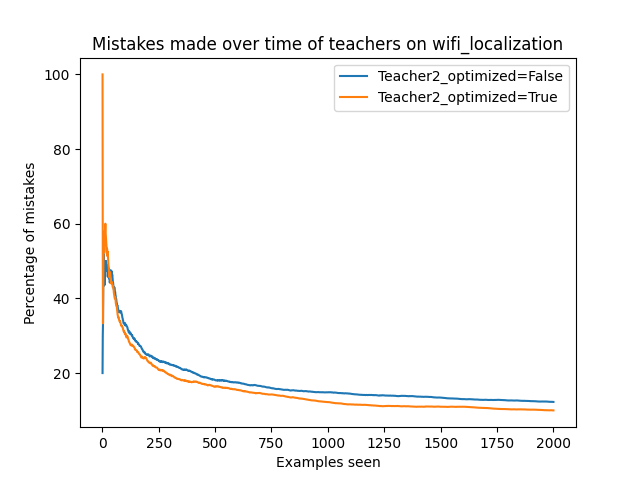 Mistakes made over time of teachers on wifi_localization
Teacher2_optimized=False
Teacher2_optimized=True
Percentage of mistakes
100
80
60
40
20
0 250 500 750 1000 1250 1500 1750 2000
Examples seen